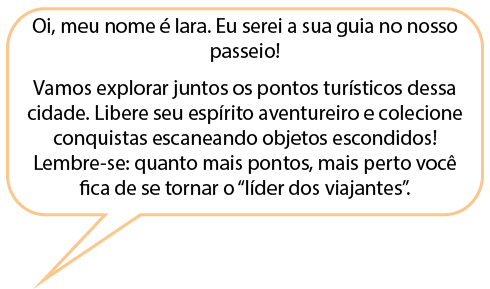 Oi, meu nome é Iara. Eu serei a sua guia no nosso
passeio!
Vamos explorar juntos os pontos turísticos dessa
cidade. Libere seu espírito aventureiro e colecione
conquistas escaneando objetos escondidos!
Lembre-se: quanto mais pontos, mais perto você
fica de se tornar o “líder dos viajantes”.